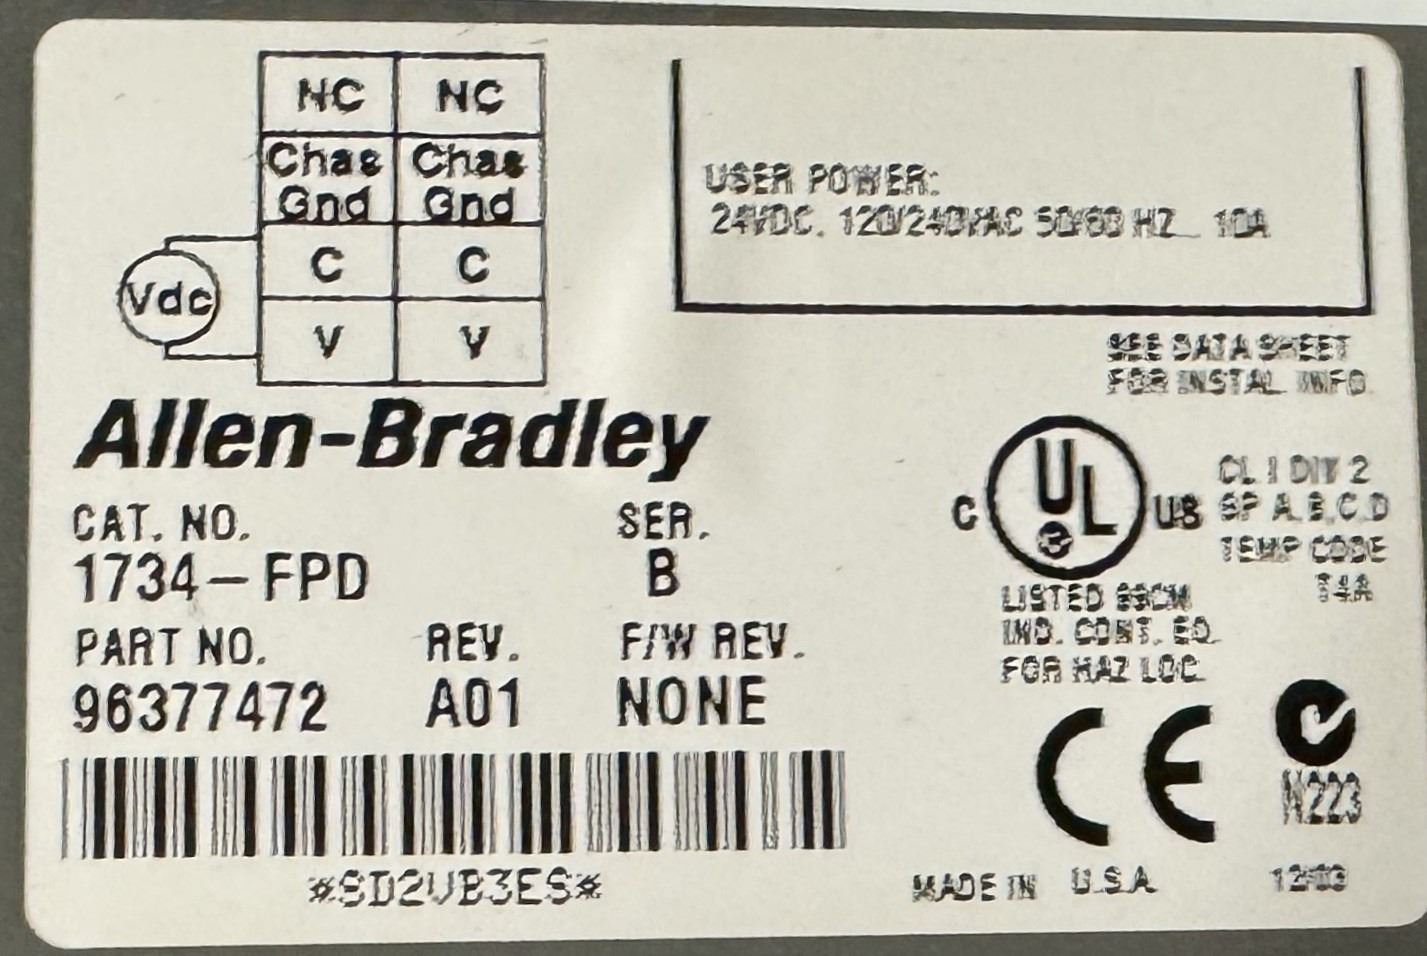 NC NC
Chas Gnd Chas Gnd
C C
Vdc
V V
USER POWER:
24VDC, 120/240VAC 50/60 HZ 10A
SEE DATA SHEET
FOR INSTAL INFO
Allen-Bradley
CAT. NO. SER.
1734-FPD B
PART NO. REV. F/W REV.
96377472 A01 NONE
*SD2VB3ES*
C UL US
CL I DIV 2
GP A,B,C,D
TEMP CODE
T4A
LISTED
IND. CONT. EQ.
FOR HAZ LOC.
CE
N223
MADE IN U.S.A.